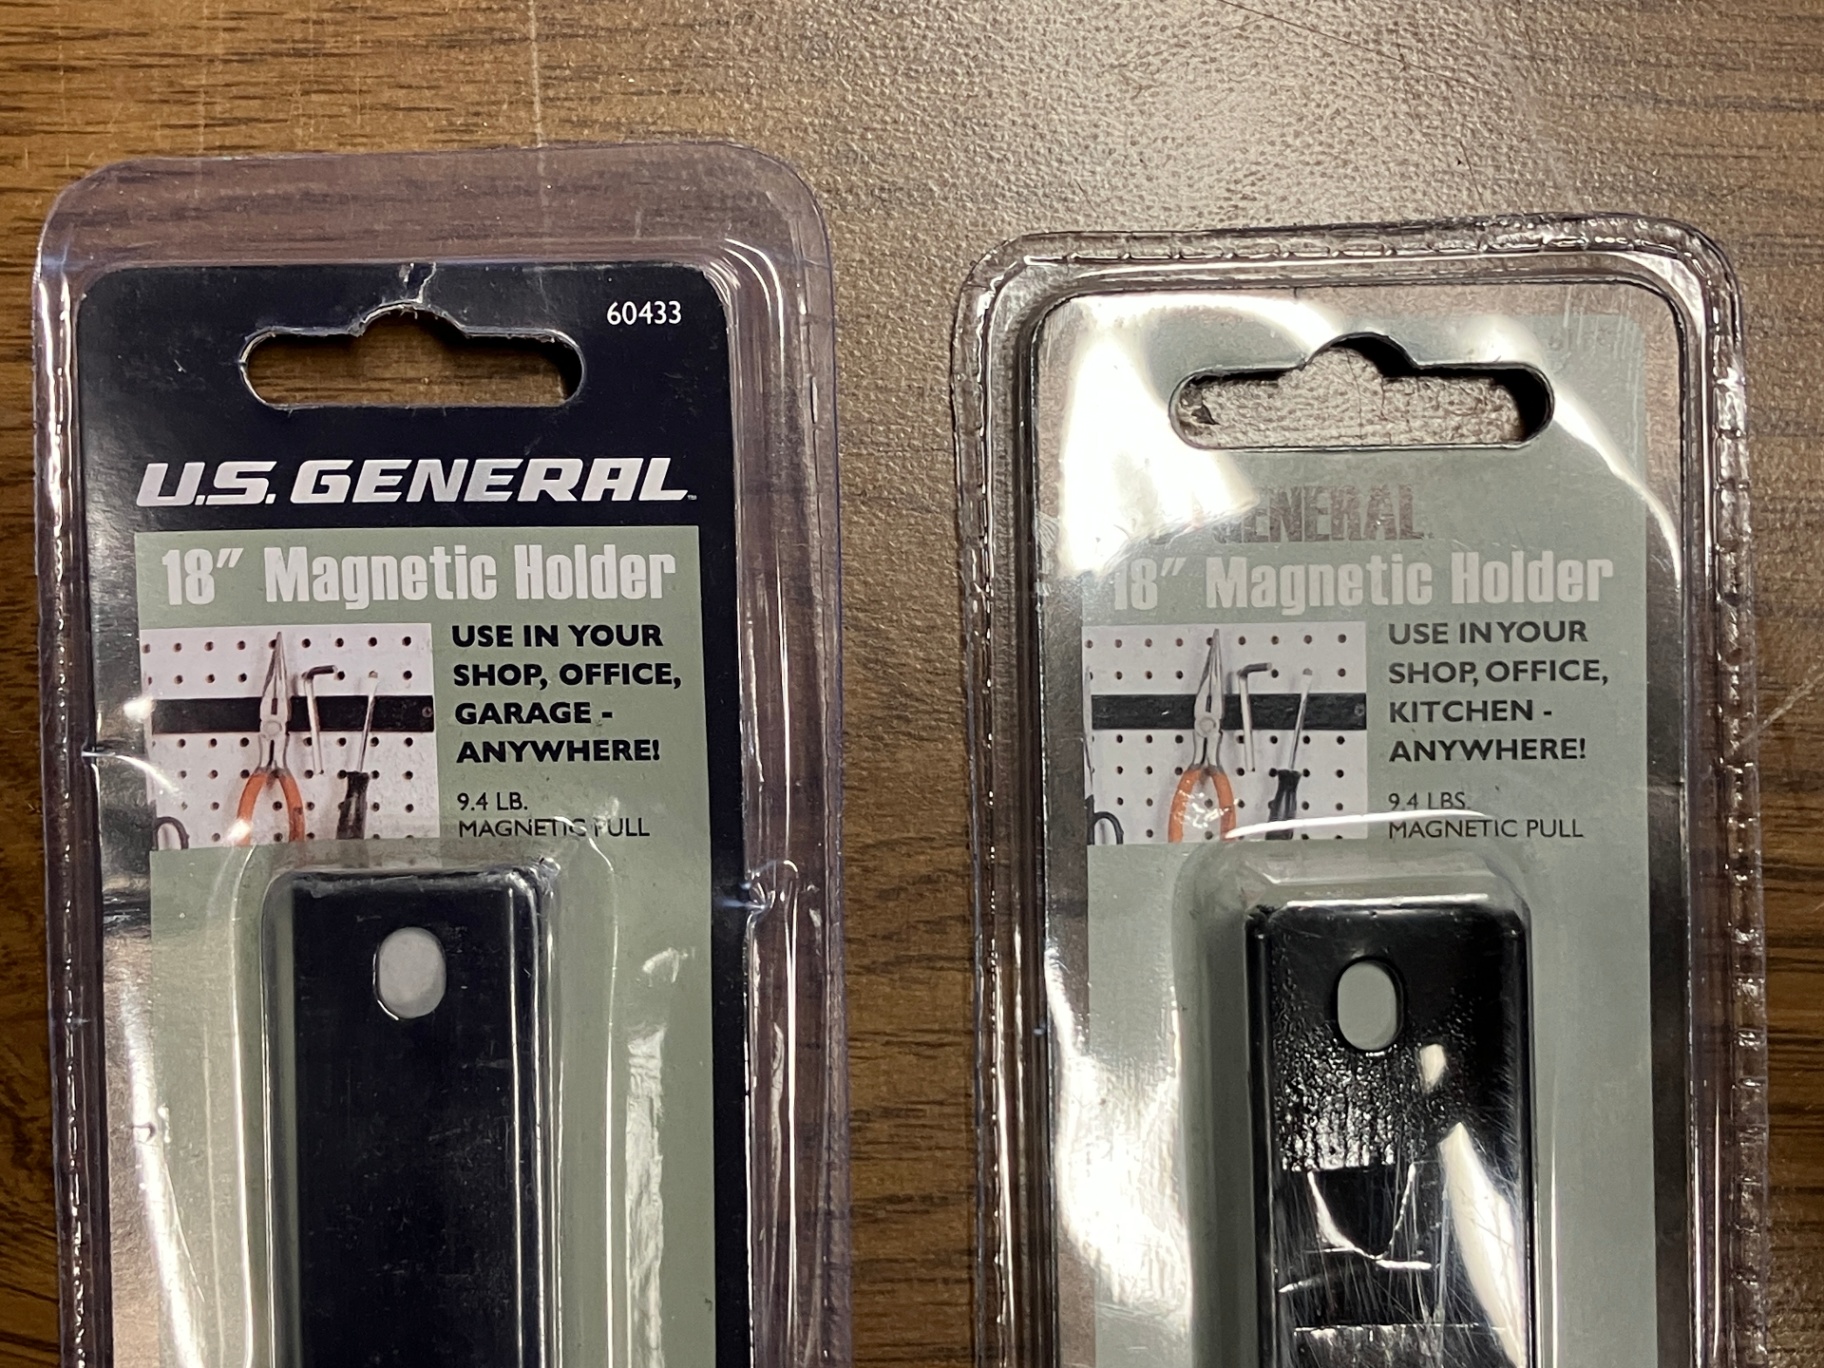 60433
U.S. GENERAL™
18" Magnetic Holder
USE IN YOUR
SHOP, OFFICE,
GARAGE -
ANYWHERE!
9.4 LB.
MAGNETIC PULL
GENERAL
18" Magnetic Holder
USE IN YOUR
SHOP, OFFICE,
KITCHEN -
ANYWHERE!
9.4 LBS.
MAGNETIC PULL